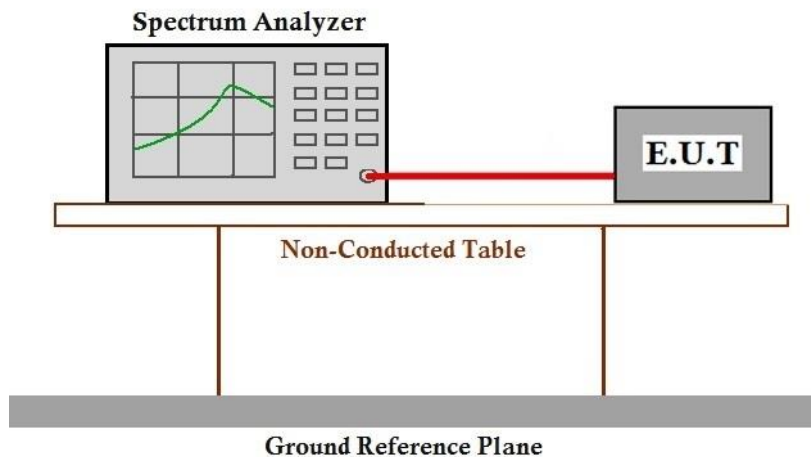 Spectrum Analyzer
E.U.T
Non-Conducted Table
Ground Reference Plane